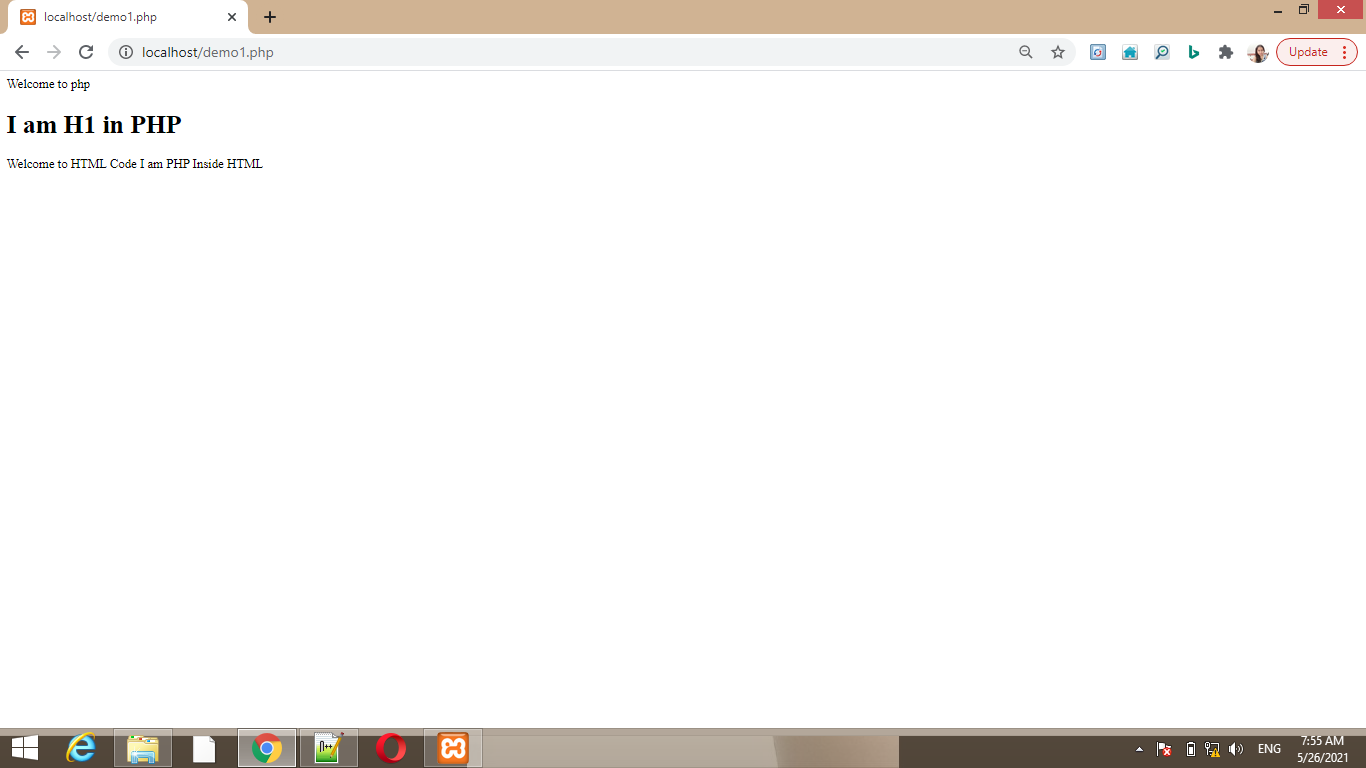 localhost/demo1.php
localhost/demo1.php
Update
Welcome to php
I am H1 in PHP
Welcome to HTML Code I am PHP Inside HTML
ENG
7:55 AM
5/26/2021